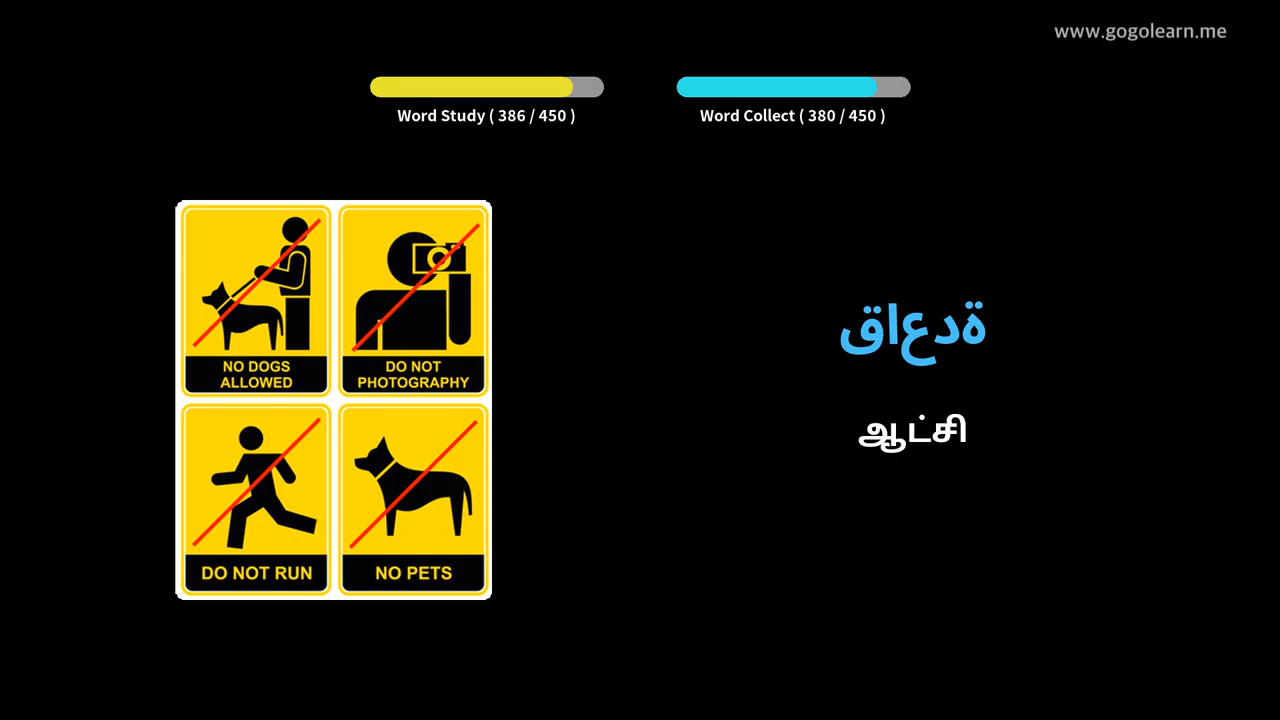 www.gogolearn.me
Word Study ( 386 / 450 )
Word Collect ( 380 / 450 )
NO DOGS
ALLOWED
DO NOT
PHOTOGRAPHY
DO NOT RUN
NO PETS
قاعدة
ஆட்சி